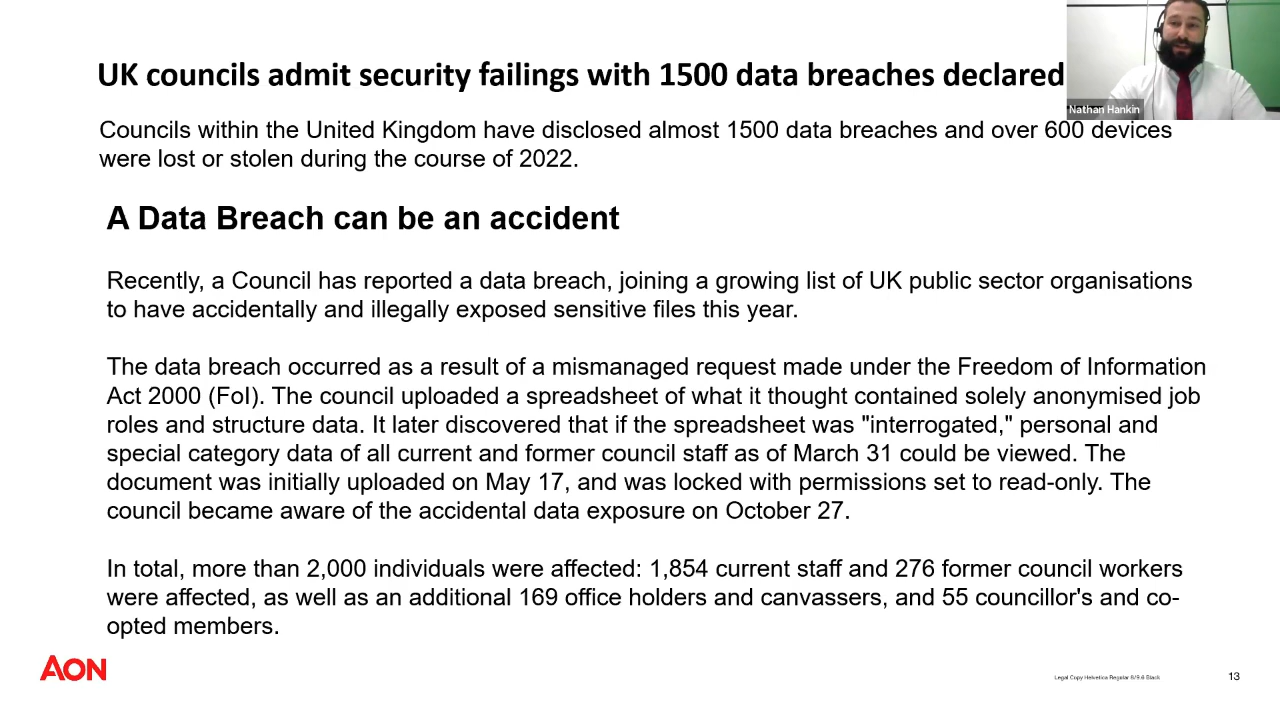 UK councils admit security failings with 1500 data breaches declared
Nathan Hankin
Councils within the United Kingdom have disclosed almost 1500 data breaches and over 600 devices
were lost or stolen during the course of 2022.
A Data Breach can be an accident
Recently, a Council has reported a data breach, joining a growing list of UK public sector organisations
to have accidentally and illegally exposed sensitive files this year.
The data breach occurred as a result of a mismanaged request made under the Freedom of Information
Act 2000 (FoI). The council uploaded a spreadsheet of what it thought contained solely anonymised job
roles and structure data. It later discovered that if the spreadsheet was "interrogated," personal and
special category data of all current and former council staff as of March 31 could be viewed. The
document was initially uploaded on May 17, and was locked with permissions set to read-only. The
council became aware of the accidental data exposure on October 27.
In total, more than 2,000 individuals were affected: 1,854 current staff and 276 former council workers
were affected, as well as an additional 169 office holders and canvassers, and 55 councillor's and co-
opted members.
AON
Legal Copy Helvetica Regular 8/9.6 Black
13